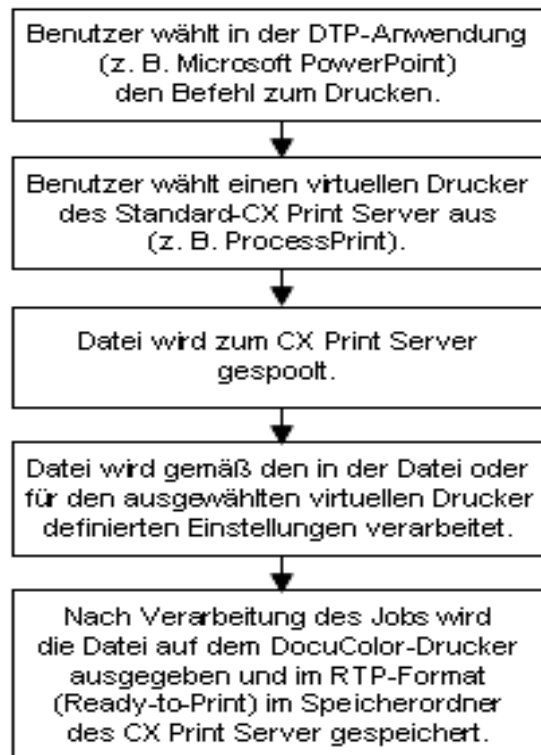 Benutzer wählt in der DTP-Anwendung
(z. B. Microsoft PowerPoint)
den Befehl zum Drucken.
Benutzer wählt einen virtuellen Drucker
des Standard-CX Print Server aus
(z. B. ProcessPrint).
Datei wird zum CX Print Server
gespoolt.
Datei wird gemäß den in der Datei oder
für den ausgewählten virtuellen Drucker
definierten Einstellungen verarbeitet.
Nach Verarbeitung des Jobs wird
die Datei auf dem DocuColor-Drucker
ausgegeben und im RTP-Format
(Ready-to-Print) im Speicherordner
des CX Print Server gespeichert.